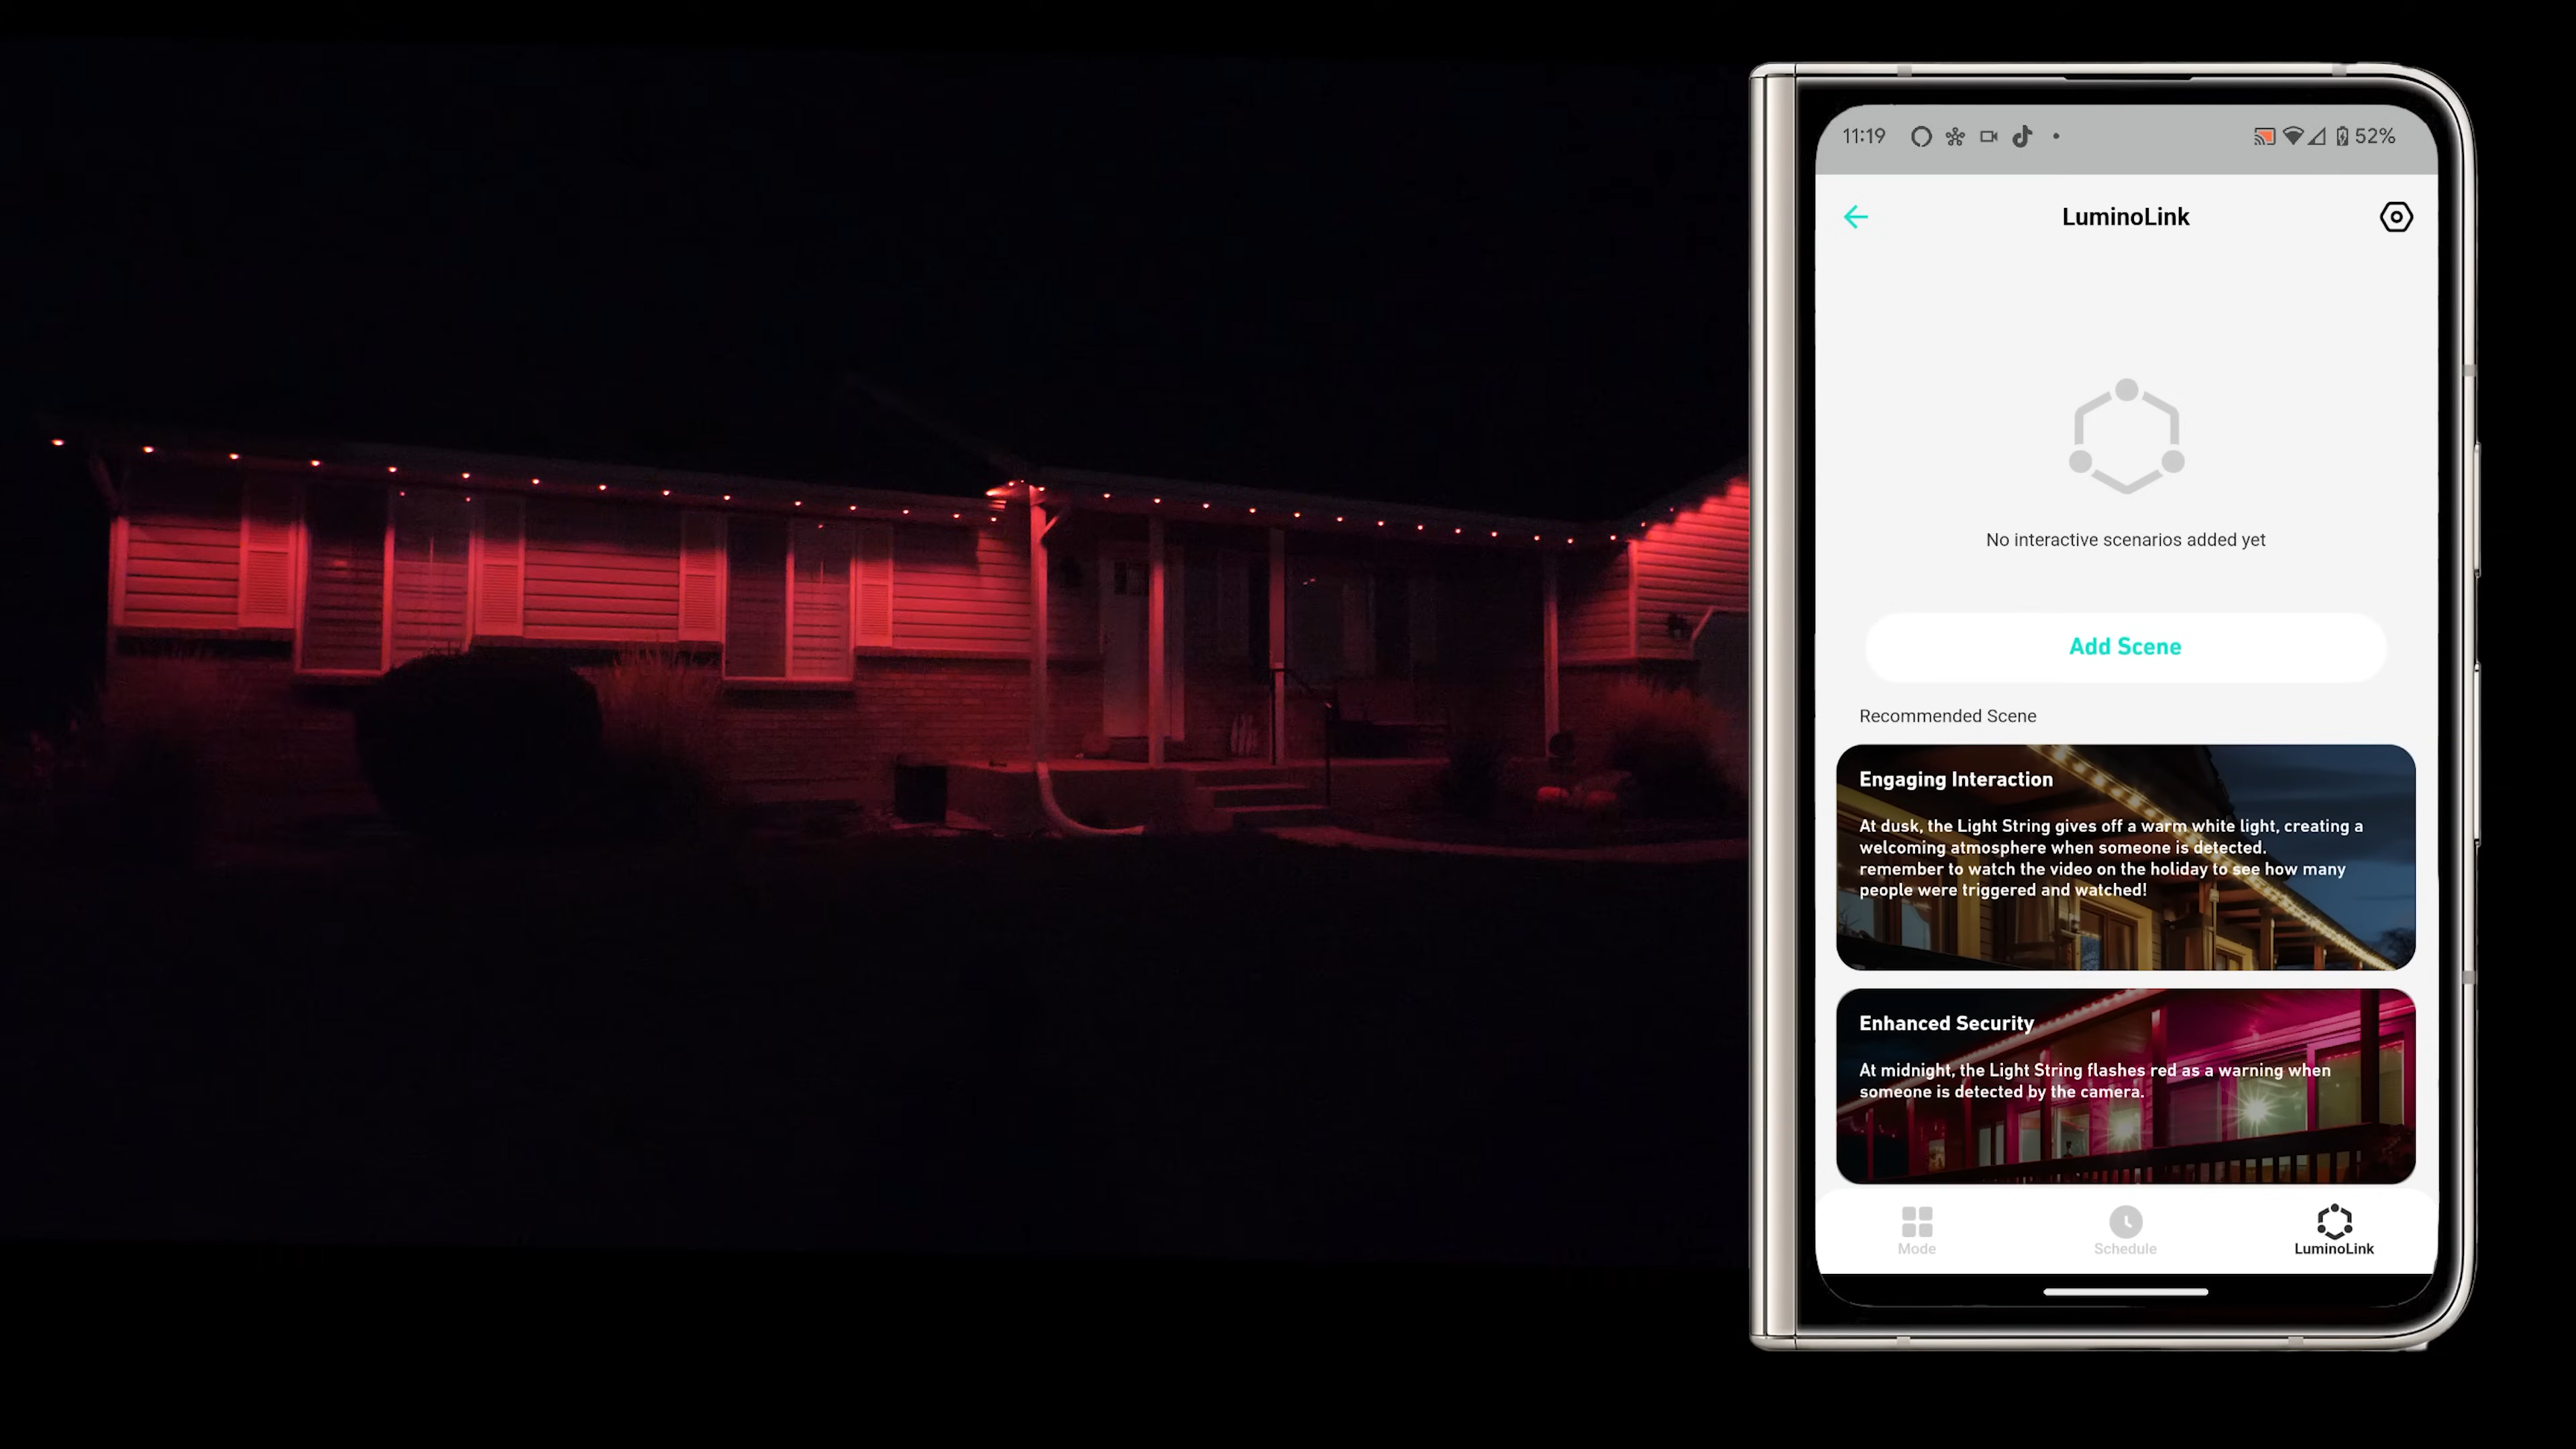 11:19
52%
LuminoLink
No interactive scenarios added yet
Add Scene
Recommended Scene
Engaging Interaction
At dusk, the Light String gives off a warm white light, creating a
welcoming atmosphere when someone is detected.
remember to watch the video on the holiday to see how many
people were triggered and watched!
Enhanced Security
At midnight, the Light String flashes red as a warning when
someone is detected by the camera.
Mode
Schedule
LuminoLink